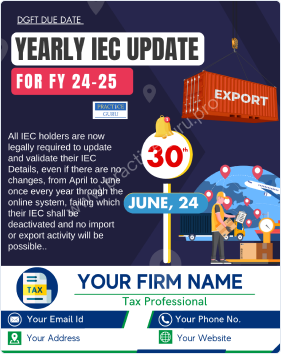 DGFT DUE DATE
YEARLY IEC UPDATE
FOR FY 24-25
PRACTICE
GURU
EXPORT
All IEC holders are now
legally required to update
and validate their IEC
Details, even if there are no
changes, from April to June
once every year through the
online system, failing which
their IEC shall be
deactivated and no import
or export activity will be
possible..
30th
JUNE, 24
TAX
YOUR FIRM NAME
Tax Professional
Your Email Id
Your Phone No.
Your Address
Your Website